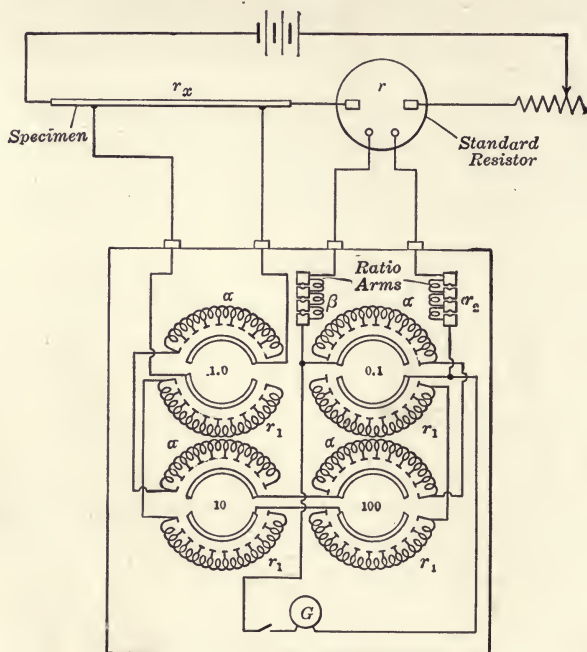 r_x
r
Specimen
Standard
Resistor
Ratio
Arms
α
β
α
r_2
1.0
0.1
r_1
r_1
α
α
10
100
r_1
r_1
G